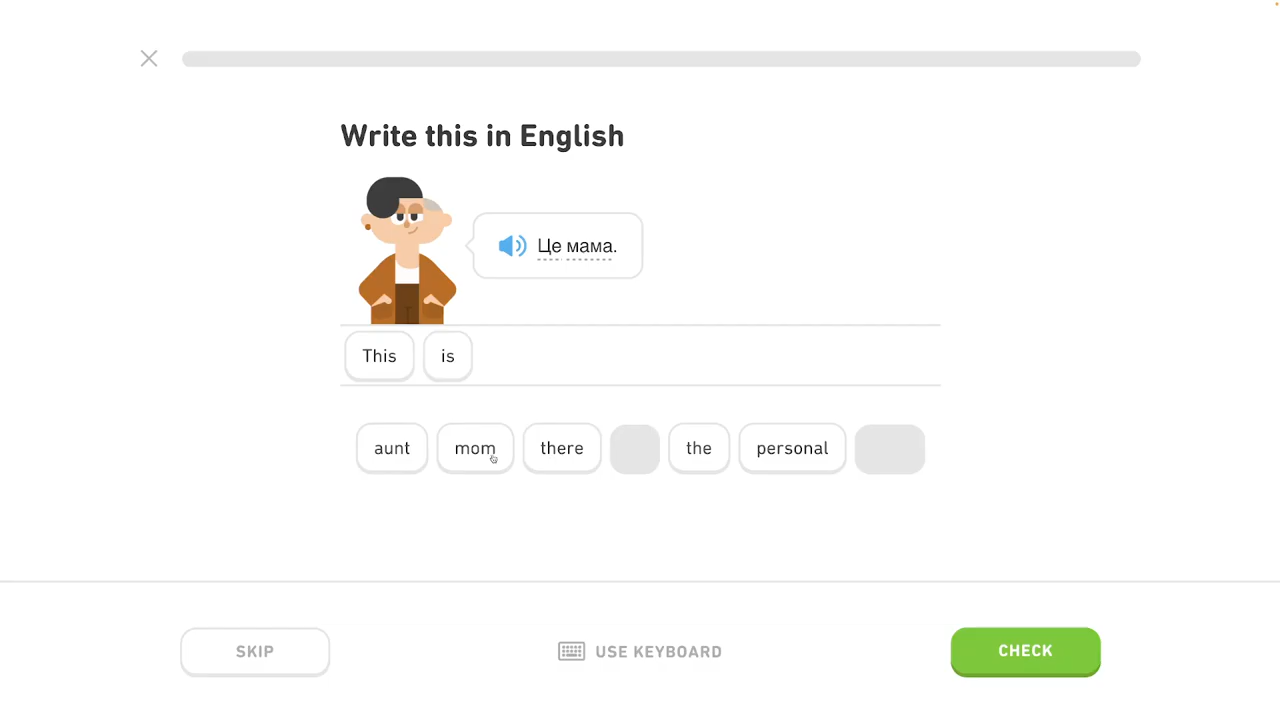 Write this in English
Це мама.
This is
aunt mom there the personal
SKIP USE KEYBOARD CHECK